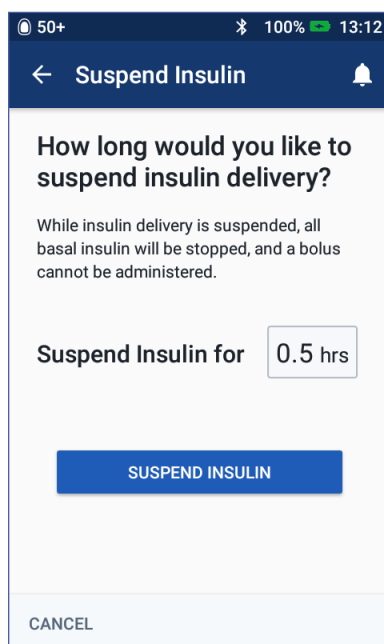 50+ 100% 13:12
Suspend Insulin
How long would you like to
suspend insulin delivery?
While insulin delivery is suspended, all
basal insulin will be stopped, and a bolus
cannot be administered.
Suspend Insulin for 0.5 hrs
SUSPEND INSULIN
CANCEL